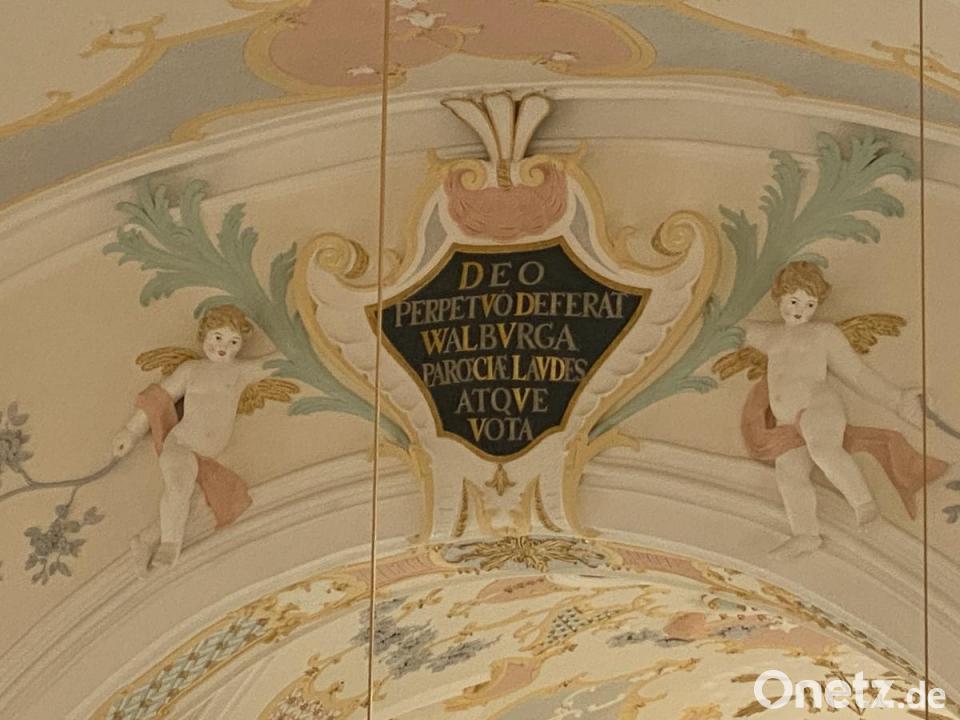 DEO
PERPETVO DEFERAT
WALBVRGA
PAROCIÆ LAVDES
ATQVE
VOTA
Onetz.de